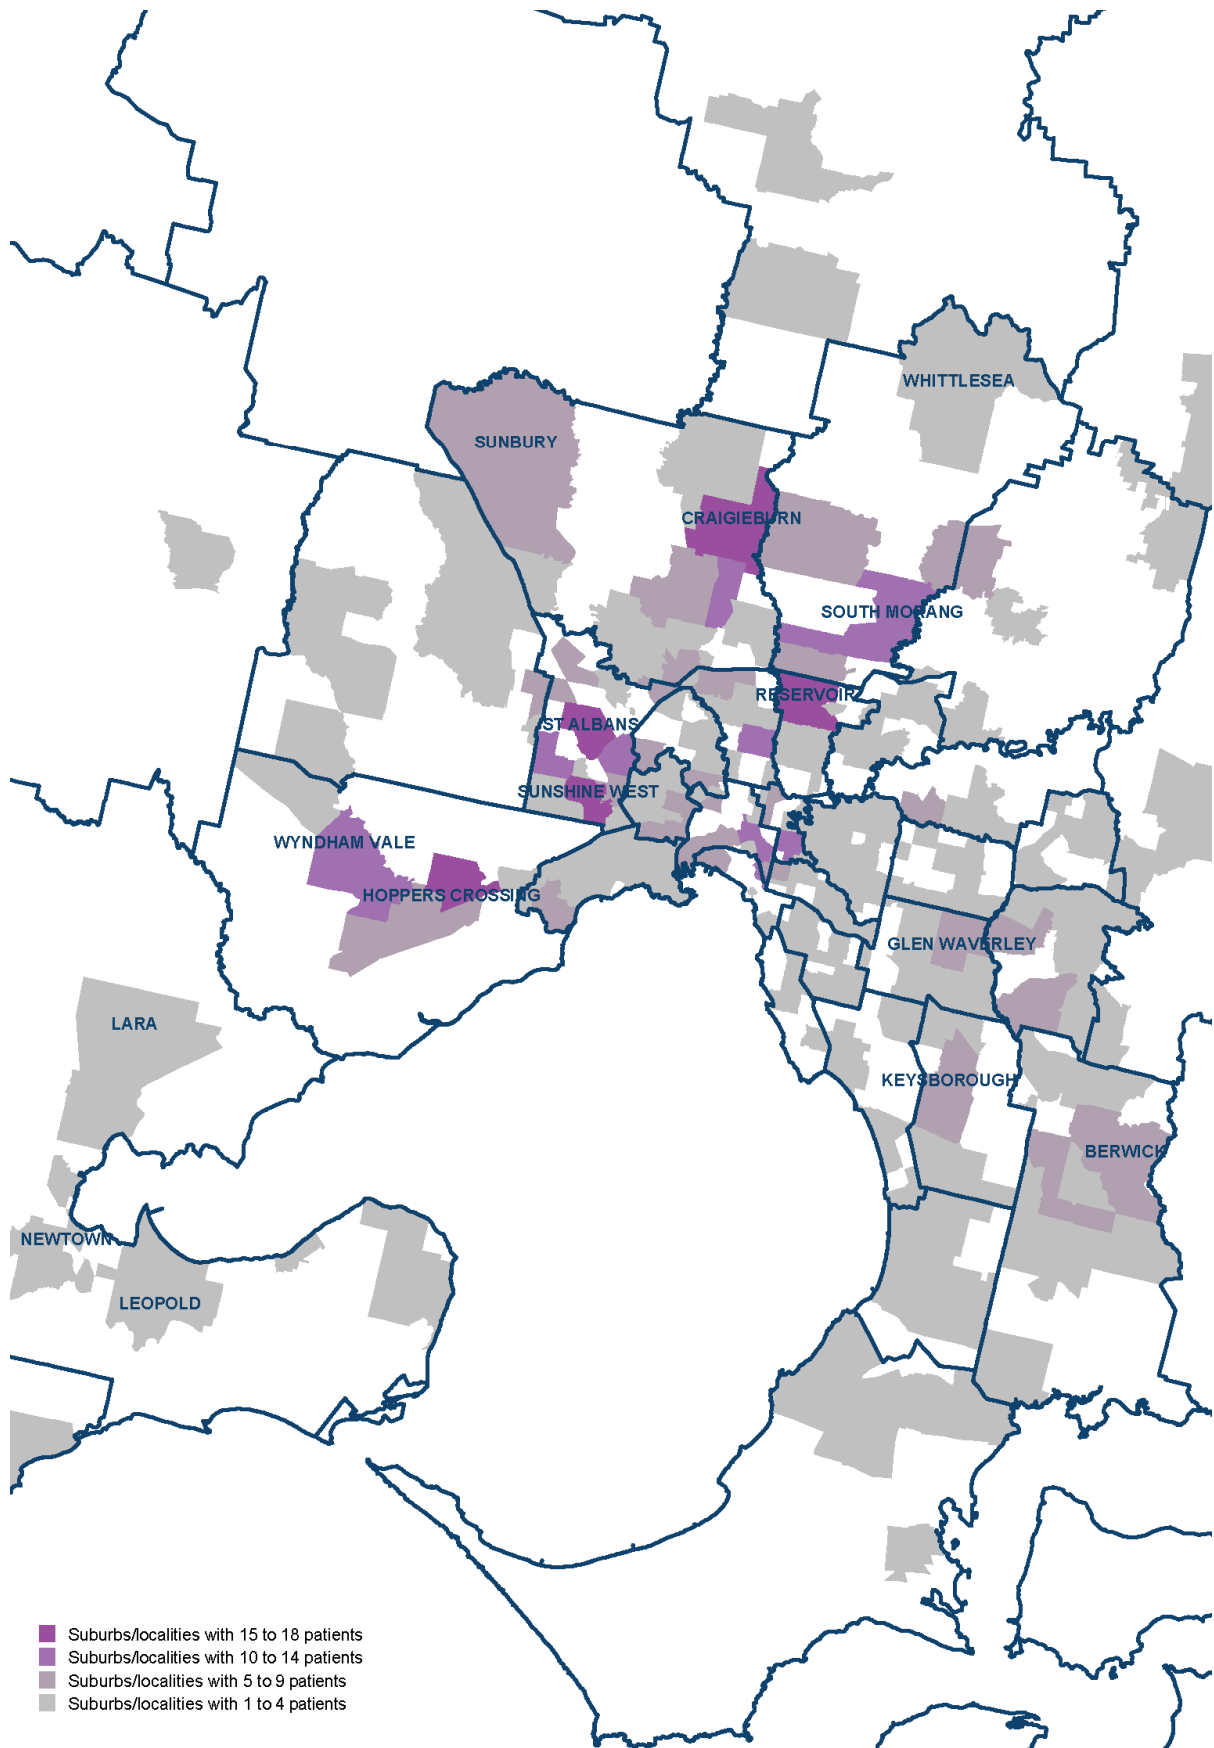 WHITTLESEA
SUNBURY
CRAIGIEBURN
SOUTH MORANG
RESERVOIR
ST ALBANS
SUNSHINE WEST
WYNDHAM VALE
HOPPERS CROSSING
GLEN WAVERLEY
LARA
KEYSBOROUGH
BERWICK
NEWTOWN
LEOPOLD
Suburbs/localities with 15 to 18 patients
Suburbs/localities with 10 to 14 patients
Suburbs/localities with 5 to 9 patients
Suburbs/localities with 1 to 4 patients